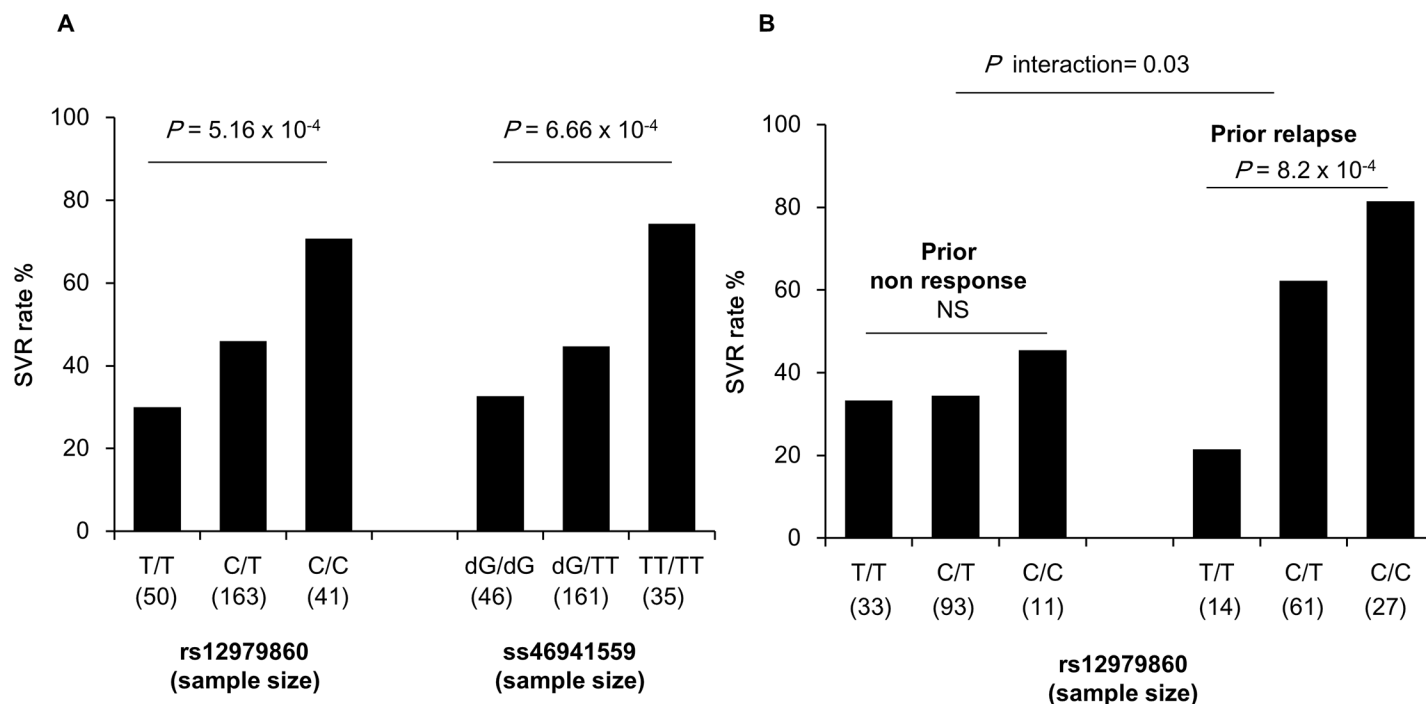 A
P = 5.16 x 10-4
P = 6.66 x 10-4
100
80
60
40
20
0
SVR rate %
T/T C/T C/C dG/dG dG/TT TT/TT
(50) (163) (41) (46) (161) (35)
rs12979860 ss46941559
(sample size) (sample size)
B
P interaction= 0.03
100
80
60
40
20
0
SVR rate %
Prior relapse
P = 8.2 x 10-4
Prior
non response
NS
T/T C/T C/C T/T C/T C/C
(33) (93) (11) (14) (61) (27)
rs12979860
(sample size)